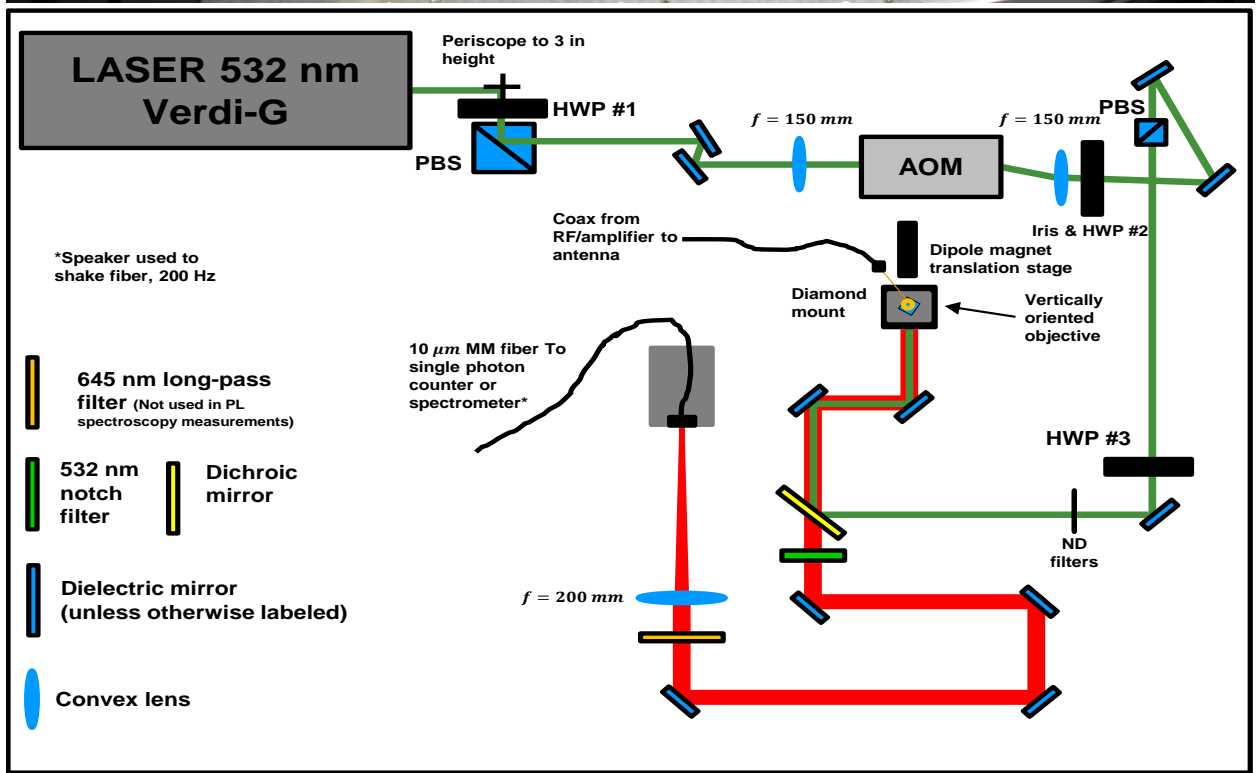 LASER 532 nm
Verdi-G
Periscope to 3 in
height
HWP #1
PBS
f = 150 mm
AOM
f = 150 mm
PBS
Iris & HWP #2
Coax from
RF/amplifier to
antenna
Dipole magnet
translation stage
*Speaker used to
shake fiber, 200 Hz
Diamond
mount
Vertically
oriented
objective
10 μm MM fiber To
single photon
counter or
spectrometer*
645 nm long-pass
filter (Not used in PL
spectroscopy measurements)
HWP #3
532 nm
notch
filter
Dichroic
mirror
ND
filters
Dielectric mirror
(unless otherwise labeled)
f = 200 mm
Convex lens